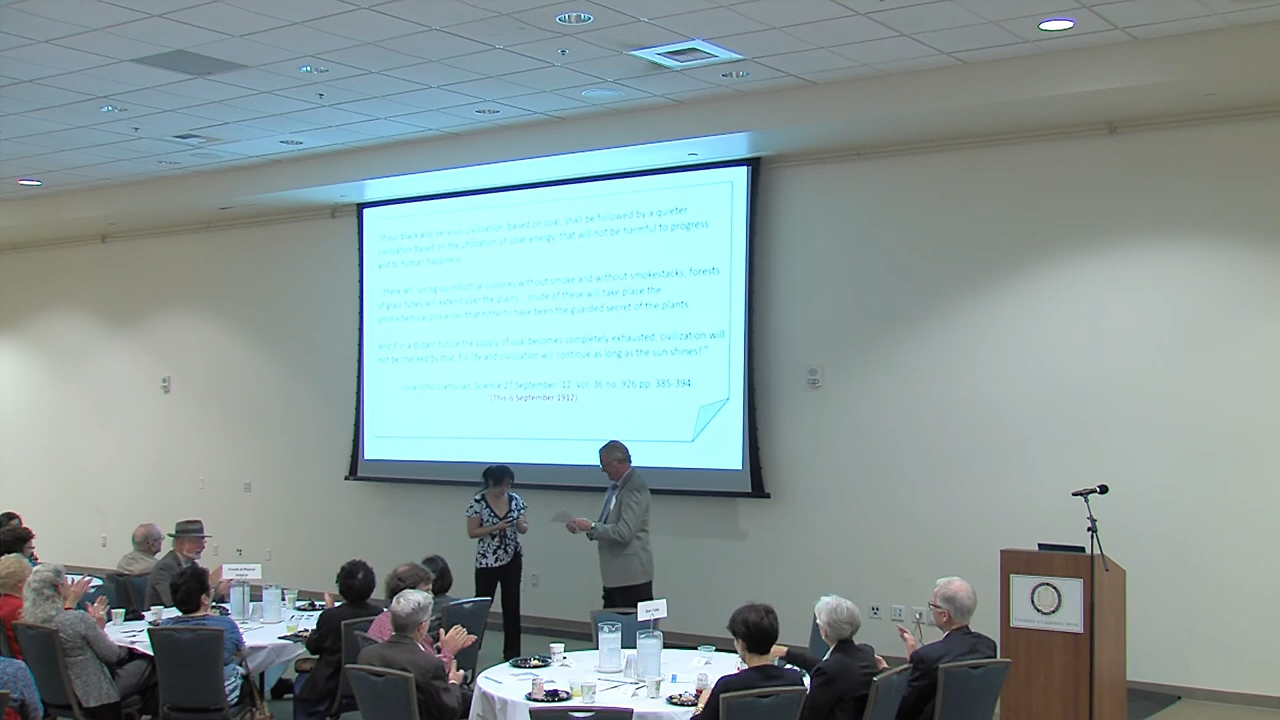 "If our black and nervous civilization, based on coal, shall be followed by a quieter
civilization based on the utilization of solar energy, that will not be harmful to progress
and to human happiness.
There will spring up industrial colonies without smoke and without smokestacks; forests
of glass tubes will extend over the plants... inside of these will take place the
photochemical processes that hitherto have been the guarded secret of the plants.
And if in a distant future the supply of coal becomes completely exhausted, civilization will
not be checked by that, for life and civilization will continue as long as the sun shines!"
Giacomo Ciamician, Science 27 September '12: Vol. 36 no. 926 pp. 385-394
(This is September 1912)